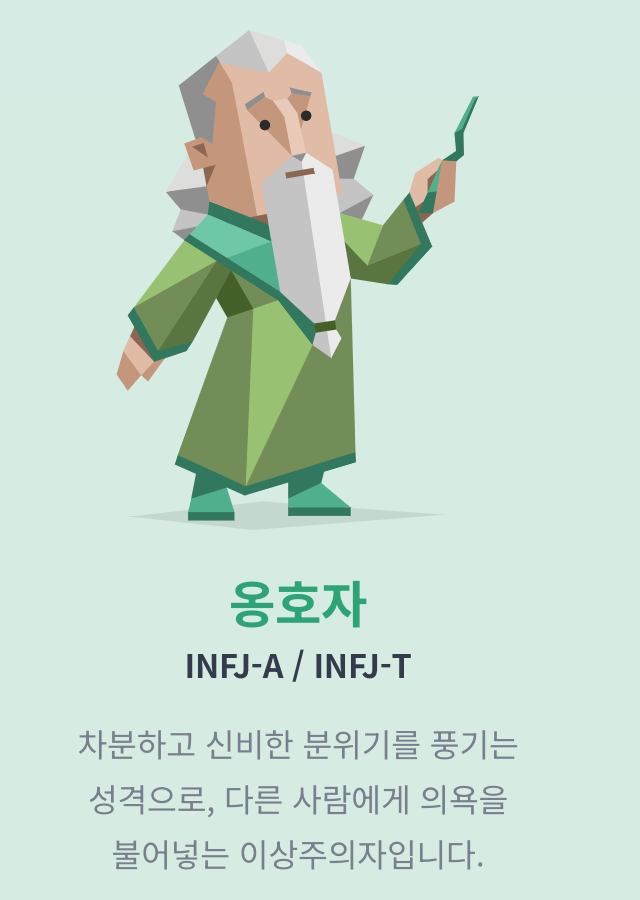 옹호자
INFJ-A / INFJ-T
차분하고 신비한 분위기를 풍기는
성격으로, 다른 사람에게 의욕을
불어넣는 이상주의자입니다.